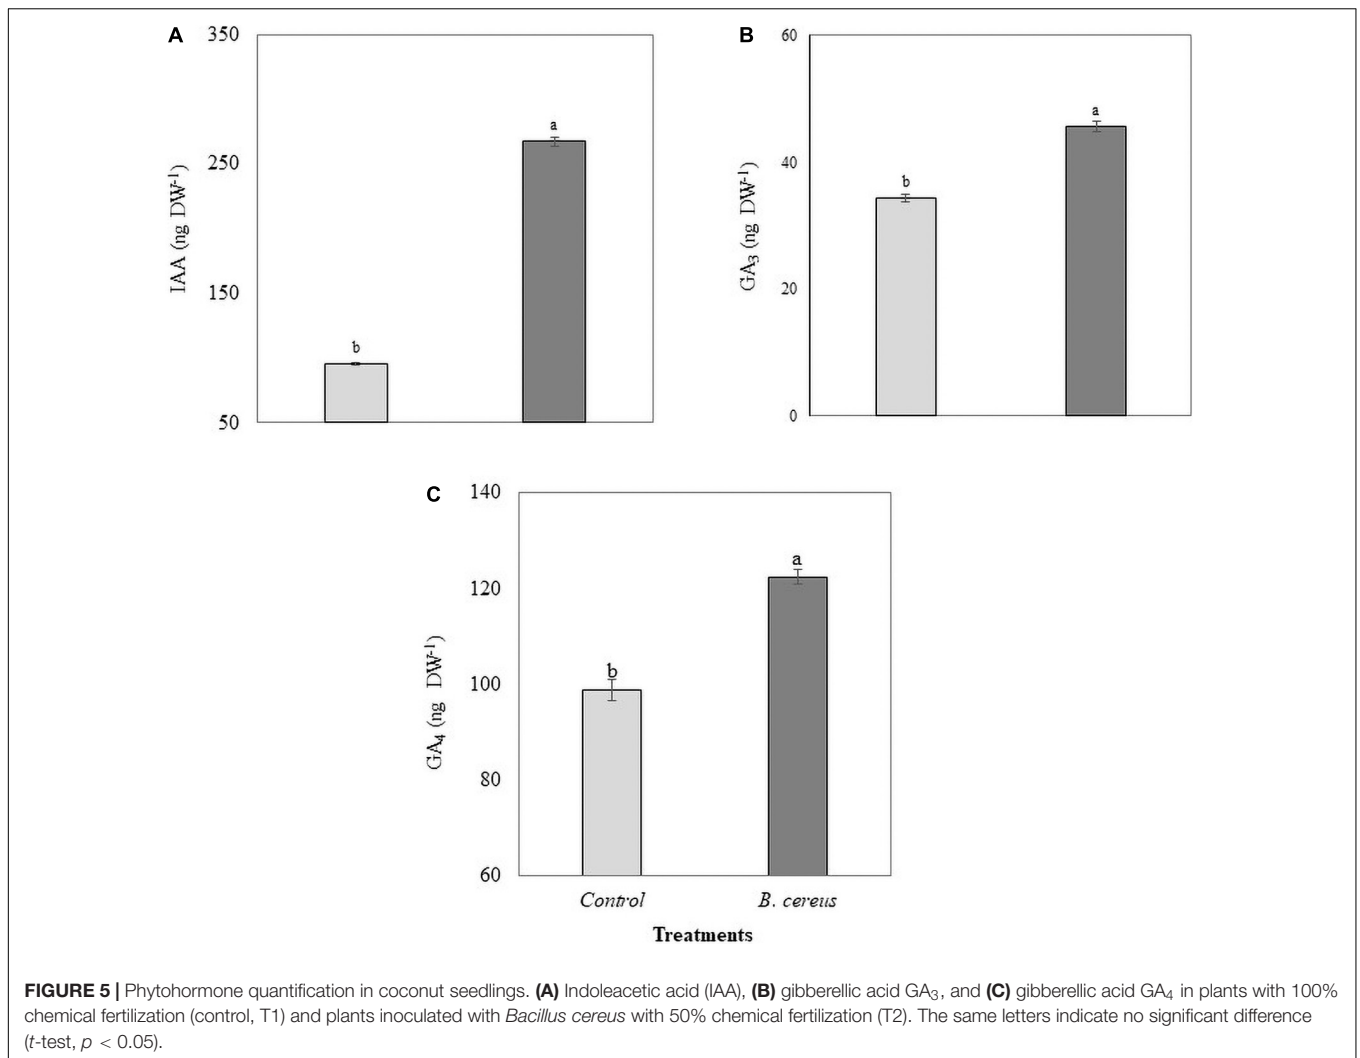 A
350
250
150
50
IAA (ng DW-1)
b
a
B
60
40
20
0
GA3 (ng DW-1)
b
a
C
140
120
100
80
60
GA4 (ng DW-1)
b
a
Control B. cereus
Treatments
FIGURE 5 | Phytohormone quantification in coconut seedlings. (A) Indoleacetic acid (IAA), (B) gibberellic acid GA3, and (C) gibberellic acid GA4 in plants with 100%
chemical fertilization (control, T1) and plants inoculated with Bacillus cereus with 50% chemical fertilization (T2). The same letters indicate no significant difference
(t-test, p < 0.05).